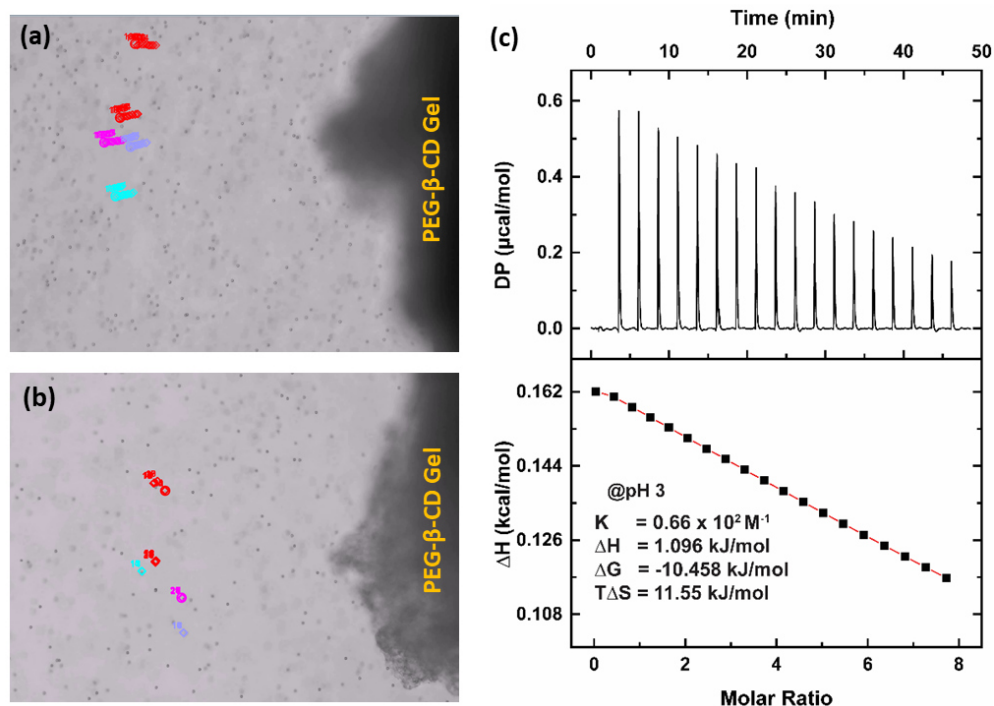 (a)
PEG-β-CD Gel
(b)
PEG-β-CD Gel
(c)
Time (min)
0 10 20 30 40 50
DP (µcal/mol)
0.6
0.4
0.2
0.0
ΔH (kcal/mol)
0.162
0.144
0.126
0.108
@pH 3
K = 0.66 x 10² M⁻¹
ΔH = 1.096 kJ/mol
ΔG = -10.458 kJ/mol
TΔS = 11.55 kJ/mol
0 2 4 6 8
Molar Ratio